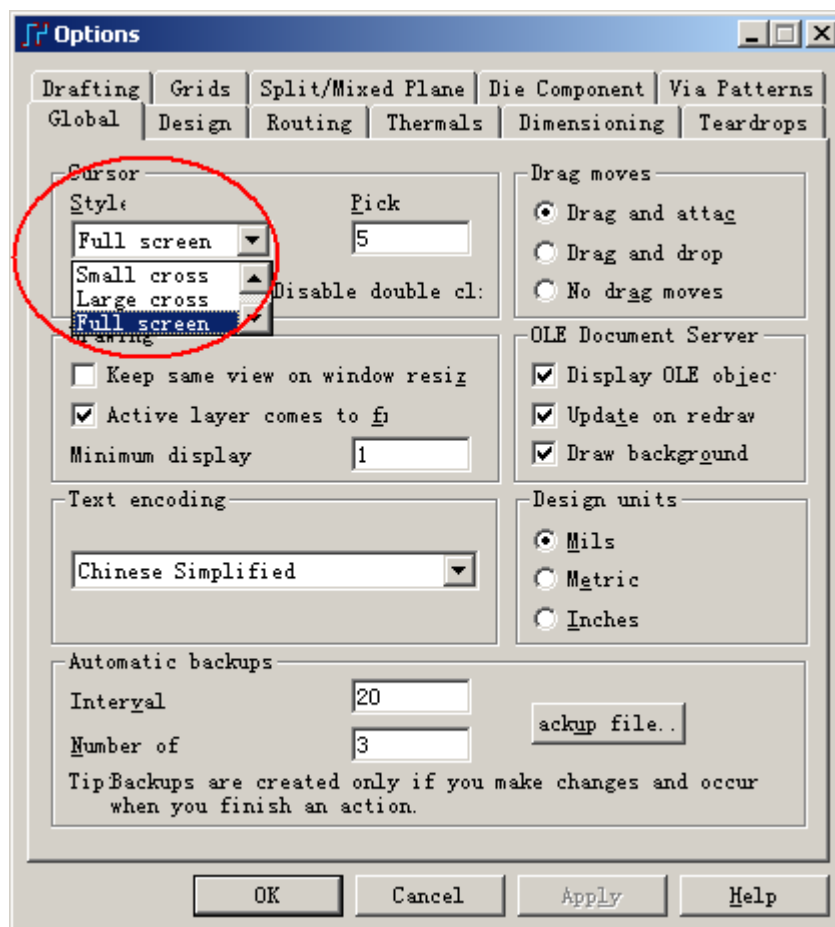 Options
Drafting Grids Split/Mixed Plane Die Component Via Patterns
Global Design Routing Thermals Dimensioning Teardrops
Cursor
Style
Pick
Full screen
5
Small cross
Large cross
Full screen
Disable double cl:
Drag moves
Drag and attac
Drag and drop
No drag moves
Drawing
Keep same view on window resiz
Active layer comes to fr
Minimum display
1
OLE Document Server
Display OLE objec
Update on redraw
Draw background
Text encoding
Chinese Simplified
Design units
Mils
Metric
Inches
Automatic backups
Interval
20
Number of
3
ackup file..
Tip Backups are created only if you make changes and occur
when you finish an action.
OK Cancel Apply Help